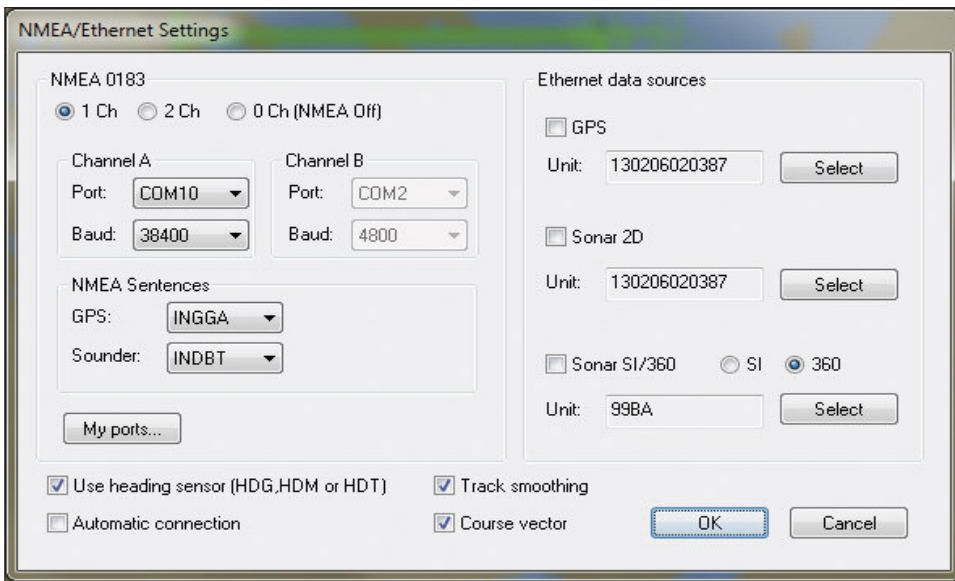 NMEA/Ethernet Settings
NMEA 0183
1 Ch 2 Ch 0 Ch (NMEA Off)
Channel A
Port: COM10
Baud: 38400
Channel B
Port: COM2
Baud: 4800
NMEA Sentences
GPS: INGGA
Sounder: INDBT
My ports...
Ethernet data sources
GPS
Unit: 130206020387 Select
Sonar 2D
Unit: 130206020387 Select
Sonar SI/360 SI 360
Unit: 99BA Select
Use heading sensor (HDG,HDM or HDT) Track smoothing
Automatic connection Course vector OK Cancel